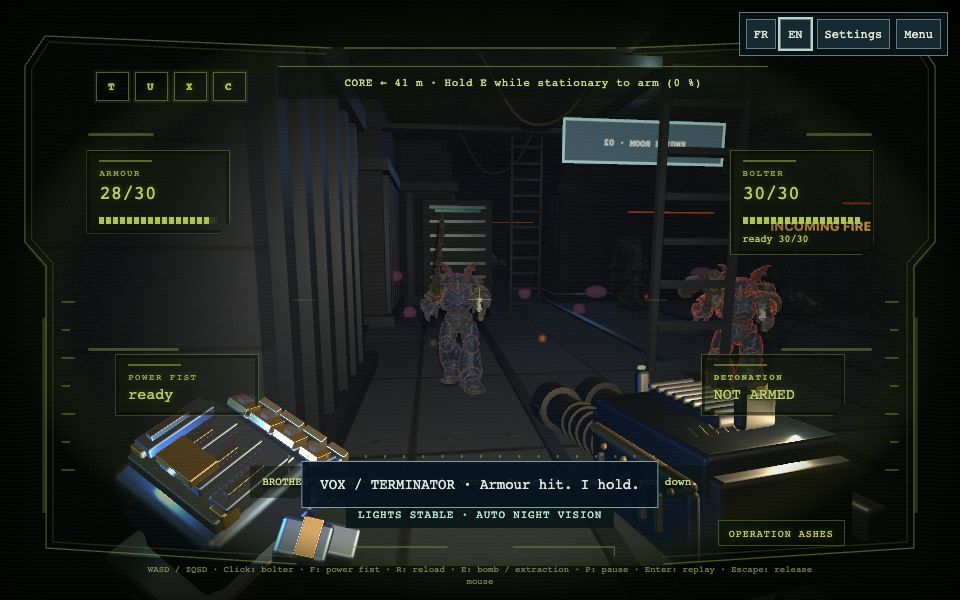 FR EN Settings Menu
T U X C
CORE ← 41 m · Hold E while stationary to arm (0 %)
ARMOUR
28/30
BOLTER
30/30
INCOMING FIRE
ready 30/30
POWER FIST
ready
DETONATION
NOT ARMED
VOX / TERMINATOR · Armour hit. I hold.
down.
LIGHTS STABLE · AUTO NIGHT VISION
OPERATION ASHES
WASD / ZQSD · Click: bolter · F: power fist · R: reload · E: bomb / extraction · P: pause · Enter: replay · Escape: release
mouse